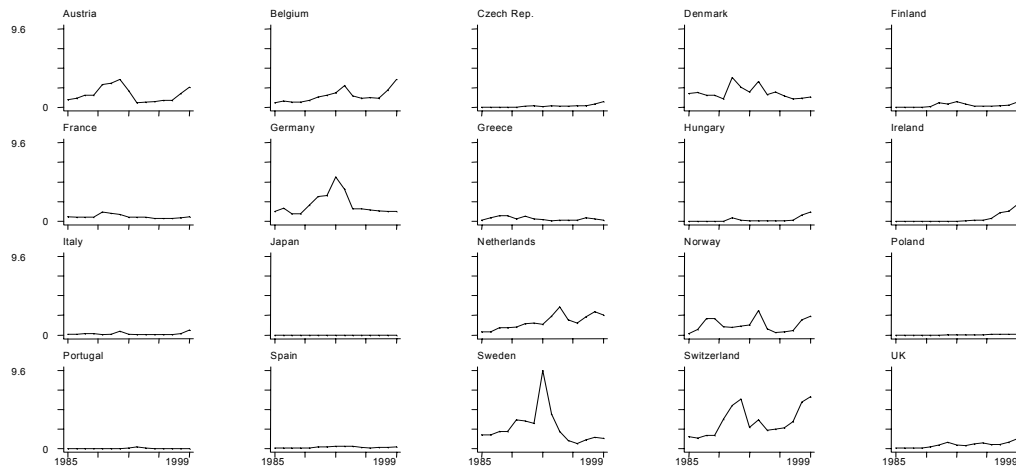 Austria Belgium Czech Rep. Denmark Finland
9.6
0
France Germany Greece Hungary Ireland
9.6
0
Italy Japan Netherlands Norway Poland
9.6
0
Portugal Spain Sweden Switzerland UK
9.6
0
1985 1999 1985 1999 1985 1999 1985 1999 1985 1999